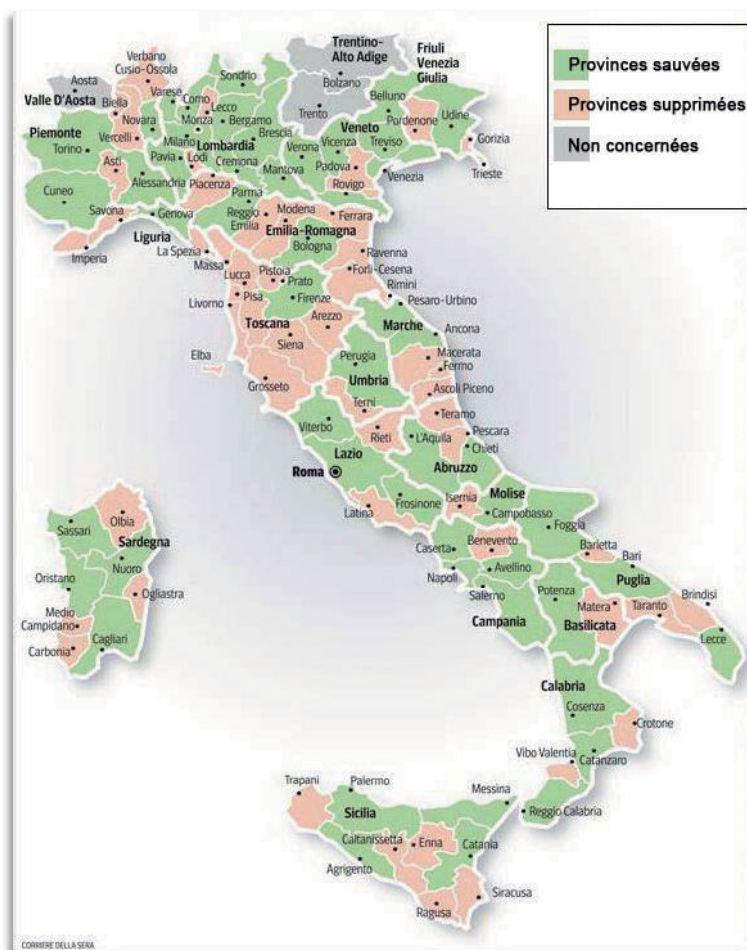 Provinces sauvées
Provinces supprimées
Non concernées
Trentino-
Alto Adige
Friuli
Venezia
Giulia
Verbano
Cusio-Ossola
Sondrio
Bolzano
Aosta
Valle D'Aosta
Varese
Como
Lecco
Biella
Trento
Belluno
Udine
Novara
Monza
Bergamo
Pordenone
Piemonte
Vercelli
Milano
Lombardia
Brescia
Veneto
Gorizia
Torino
Verona
Vicenza
Treviso
Asti
Pavia
Lodi
Cremona
Padova
Trieste
Alessandria
Piacenza
Mantova
Venezia
Cuneo
Parma
Rovigo
Savona
Genova
Reggio
Emilia
Modena
Ferrara
Liguria
Emilia-Romagna
Bologna
Imperia
La Spezia
Ravenna
Massa
Pistoia
Forlì-Cesena
Lucca
Prato
Rimini
Livorno
Pisa
Firenze
Pesaro-Urbino
Toscana
Arezzo
Marche
Ancona
Siena
Elba
Perugia
Macerata
Fermo
Grosseto
Umbria
Ascoli Piceno
Terni
Teramo
Viterbo
Rieti
L'Aquila
Pescara
Chieti
Lazio
Abruzzo
Roma
Molise
Frosinone
Isernia
Latina
Campobasso
Foggia
Olbia
Sassari
Sardegna
Caserta
Benevento
Barletta
Bari
Nuoro
Avellino
Oristano
Napoli
Puglia
Ogliastra
Salerno
Potenza
Brindisi
Medio
Campidano
Matera
Taranto
Campania
Basilicata
Carbonia
Cagliari
Lecce
Calabria
Cosenza
Crotone
Vibo Valentia
Catanzaro
Trapani
Palermo
Messina
Sicilia
Reggio Calabria
Caltanissetta
Enna
Catania
Agrigento
Siracusa
Ragusa
CORRIERE DELLA SERA